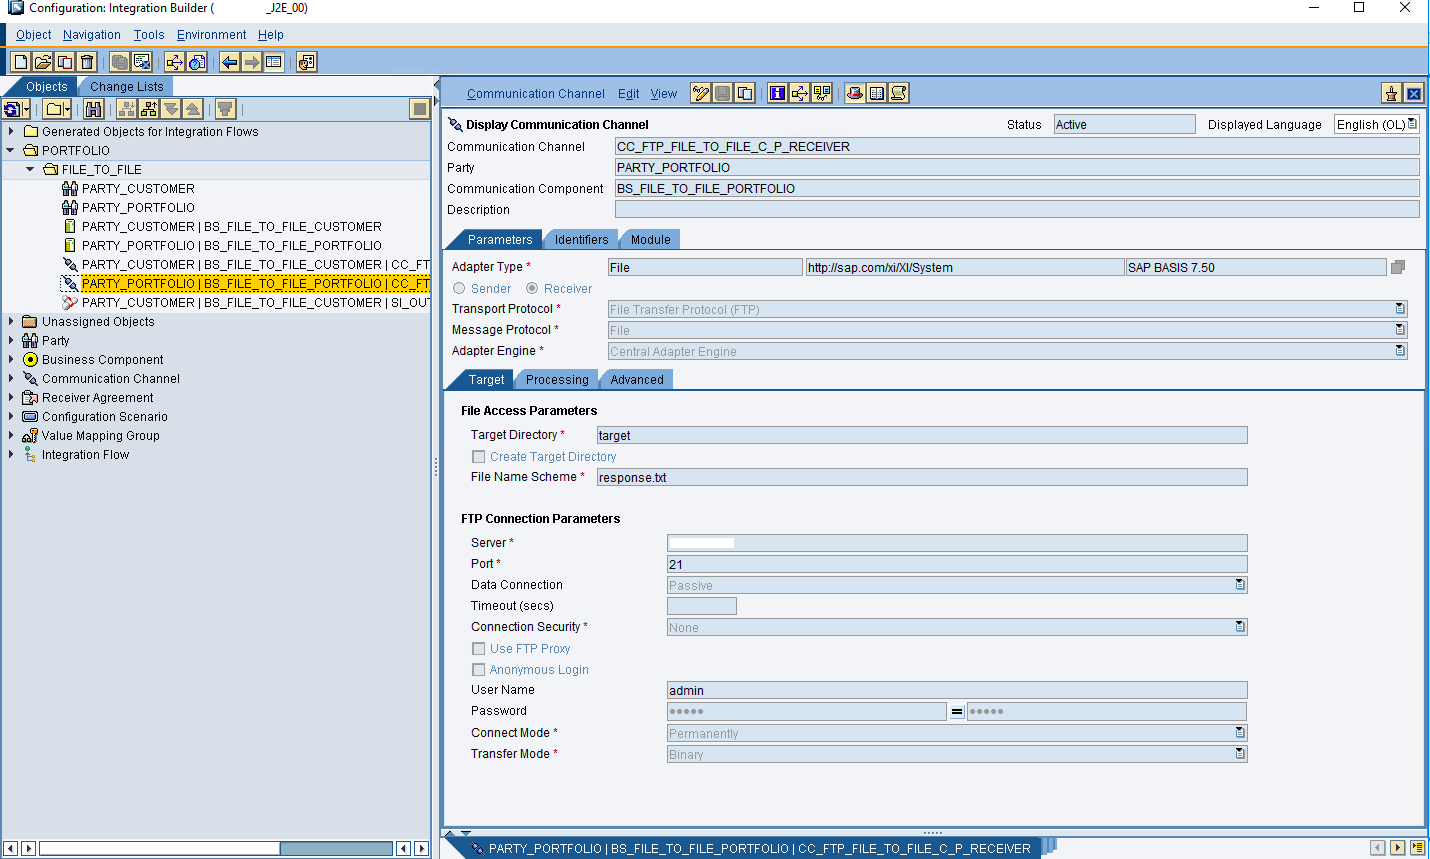 Configuration: Integration Builder ( _J2E_00)
Object Navigation Tools Environment Help
Objects Change Lists
Generated Objects for Integration Flows
PORTFOLIO
FILE_TO_FILE
PARTY_CUSTOMER
PARTY_PORTFOLIO
PARTY_CUSTOMER | BS_FILE_TO_FILE_CUSTOMER
PARTY_PORTFOLIO | BS_FILE_TO_FILE_PORTFOLIO
PARTY_CUSTOMER | BS_FILE_TO_FILE_CUSTOMER | CC_FT
PARTY_PORTFOLIO | BS_FILE_TO_FILE_PORTFOLIO | CC_FT
PARTY_CUSTOMER | BS_FILE_TO_FILE_CUSTOMER | SI_OUT
Unassigned Objects
Party
Business Component
Communication Channel
Receiver Agreement
Configuration Scenario
Value Mapping Group
Integration Flow
Communication Channel Edit View
Display Communication Channel Status Active Displayed Language English (OL)
Communication Channel CC_FTP_FILE_TO_FILE_C_P_RECEIVER
Party PARTY_PORTFOLIO
Communication Component BS_FILE_TO_FILE_PORTFOLIO
Description
Parameters Identifiers Module
Adapter Type * File http://sap.com/xi/XI/System SAP BASIS 7.50
Sender Receiver
Transport Protocol * File Transfer Protocol (FTP)
Message Protocol * File
Adapter Engine * Central Adapter Engine
Target Processing Advanced
File Access Parameters
Target Directory * target
Create Target Directory
File Name Scheme * response.txt
FTP Connection Parameters
Server *
Port * 21
Data Connection Passive
Timeout (secs)
Connection Security * None
Use FTP Proxy
Anonymous Login
User Name admin
Password ●●●●● = ●●●●●
Connect Mode * Permanently
Transfer Mode * Binary
PARTY_PORTFOLIO | BS_FILE_TO_FILE_PORTFOLIO | CC_FTP_FILE_TO_FILE_C_P_RECEIVER